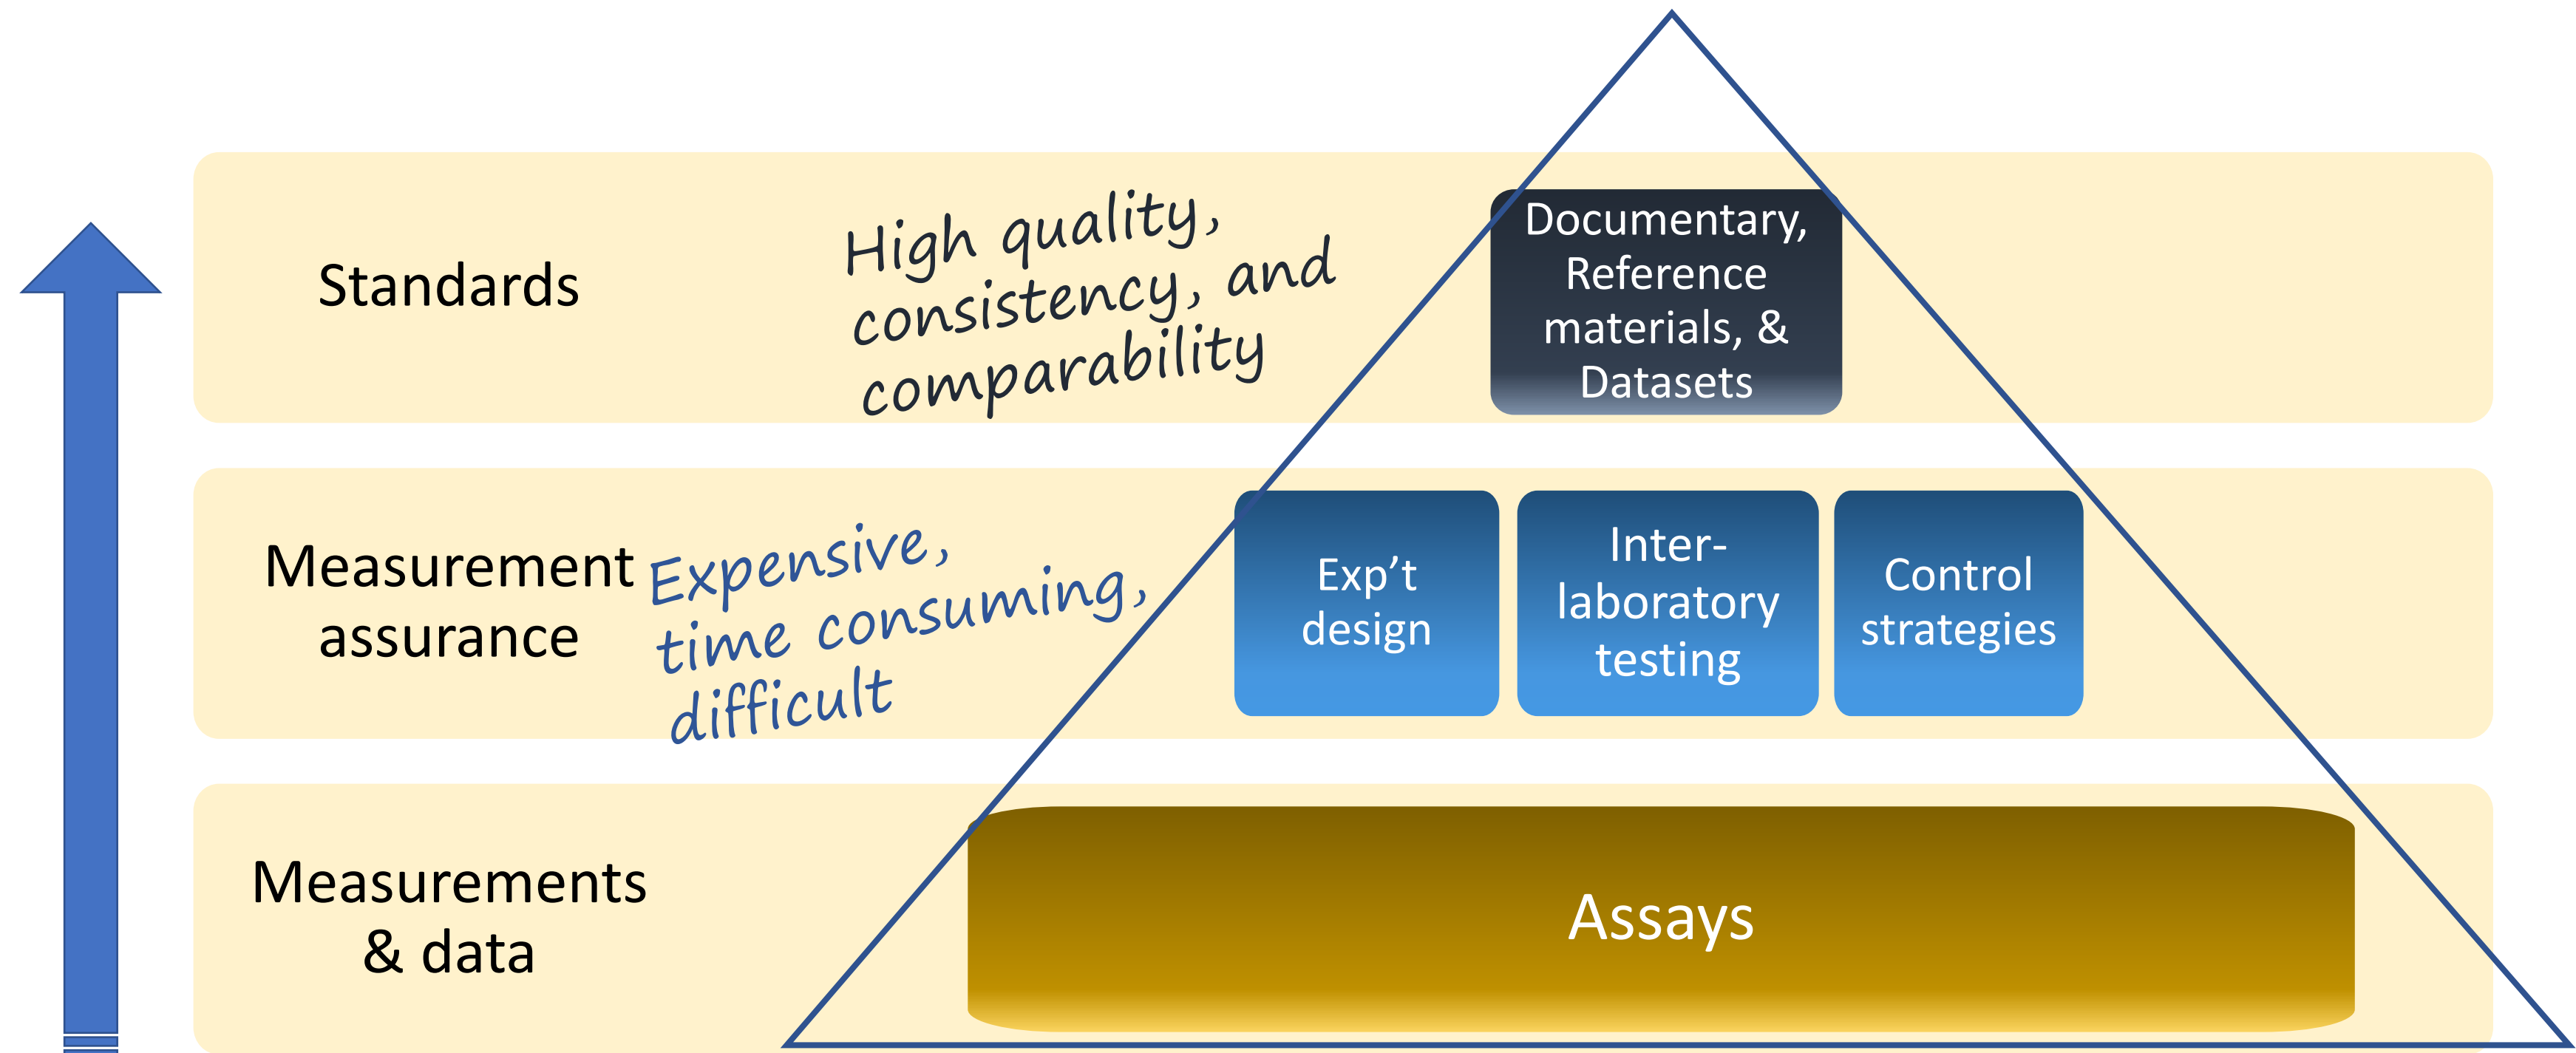 Standards
High quality,
consistency, and
comparability
Documentary,
Reference
materials, &
Datasets
Measurement
assurance
Expensive,
time consuming,
difficult
Exp’t
design
Inter-
laboratory
testing
Control
strategies
Measurements
& data
Assays